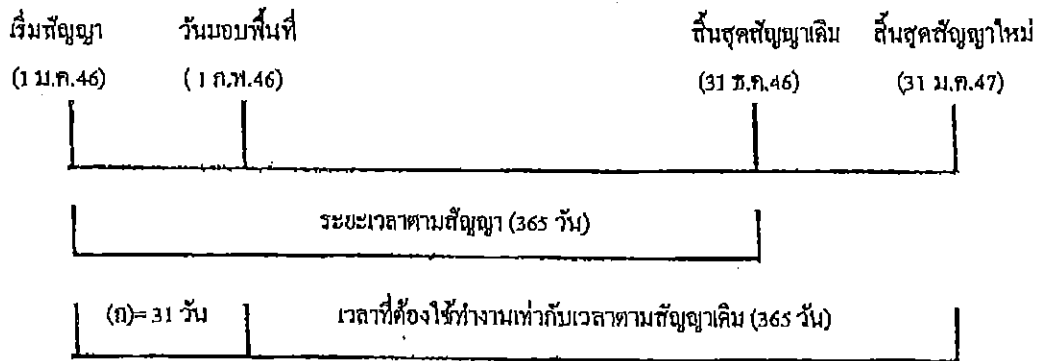 เริ่มสัญญา วันมอบพื้นที่ สิ้นสุดสัญญาเดิม สิ้นสุดสัญญาใหม่
(1 ม.ค.46) (1 ก.พ.46) (31 ธ.ค.46) (31 ม.ค.47)
ระยะเวลาตามสัญญา (365 วัน)
(ก)= 31 วัน เวลาที่ต้องใช้ทำงานเท่ากับเวลาตามสัญญาเดิม (365 วัน)